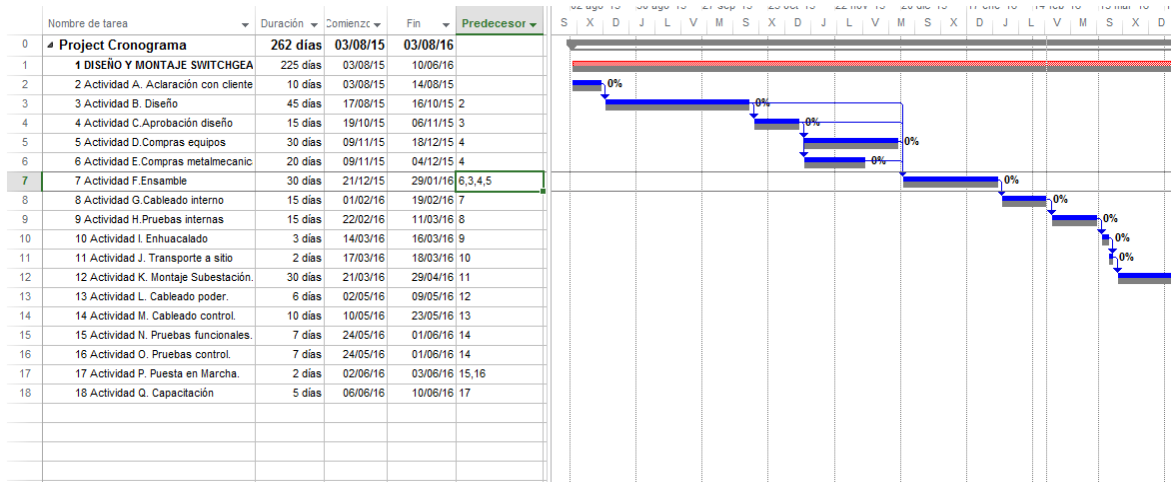 Nombre de tarea Duración Comienzo Fin Predecesor
S X D J L V M S X D J L V M S X D J L V M S X D
0 Project Cronograma 262 días 03/08/15 03/08/16
1 1 DISEÑO Y MONTAJE SWITCHGEA 225 días 03/08/15 10/06/16
2 2 Actividad A. Aclaración con cliente 10 días 03/08/15 14/08/15 0%
3 3 Actividad B. Diseño 45 días 17/08/15 16/10/15 2 0%
4 4 Actividad C.Aprobación diseño 15 días 19/10/15 06/11/15 3 0%
5 5 Actividad D.Compras equipos 30 días 09/11/15 18/12/15 4 0%
6 6 Actividad E.Compras metalmecanic 20 días 09/11/15 04/12/15 4 0%
7 7 Actividad F.Ensamble 30 días 21/12/15 29/01/16 6,3,4,5 0%
8 8 Actividad G.Cableado interno 15 días 01/02/16 19/02/16 7 0%
9 9 Actividad H.Pruebas internas 15 días 22/02/16 11/03/16 8 0%
10 10 Actividad I. Enhuacalado 3 días 14/03/16 16/03/16 9 0%
11 11 Actividad J. Transporte a sitio 2 días 17/03/16 18/03/16 10 0%
12 12 Actividad K. Montaje Subestación. 30 días 21/03/16 29/04/16 11
13 13 Actividad L. Cableado poder. 6 días 02/05/16 09/05/16 12
14 14 Actividad M. Cableado control. 10 días 10/05/16 23/05/16 13
15 15 Actividad N. Pruebas funcionales. 7 días 24/05/16 01/06/16 14
16 16 Actividad O. Pruebas control. 7 días 24/05/16 01/06/16 14
17 17 Actividad P. Puesta en Marcha. 2 días 02/06/16 03/06/16 15,16
18 18 Actividad Q. Capacitación 5 días 06/06/16 10/06/16 17